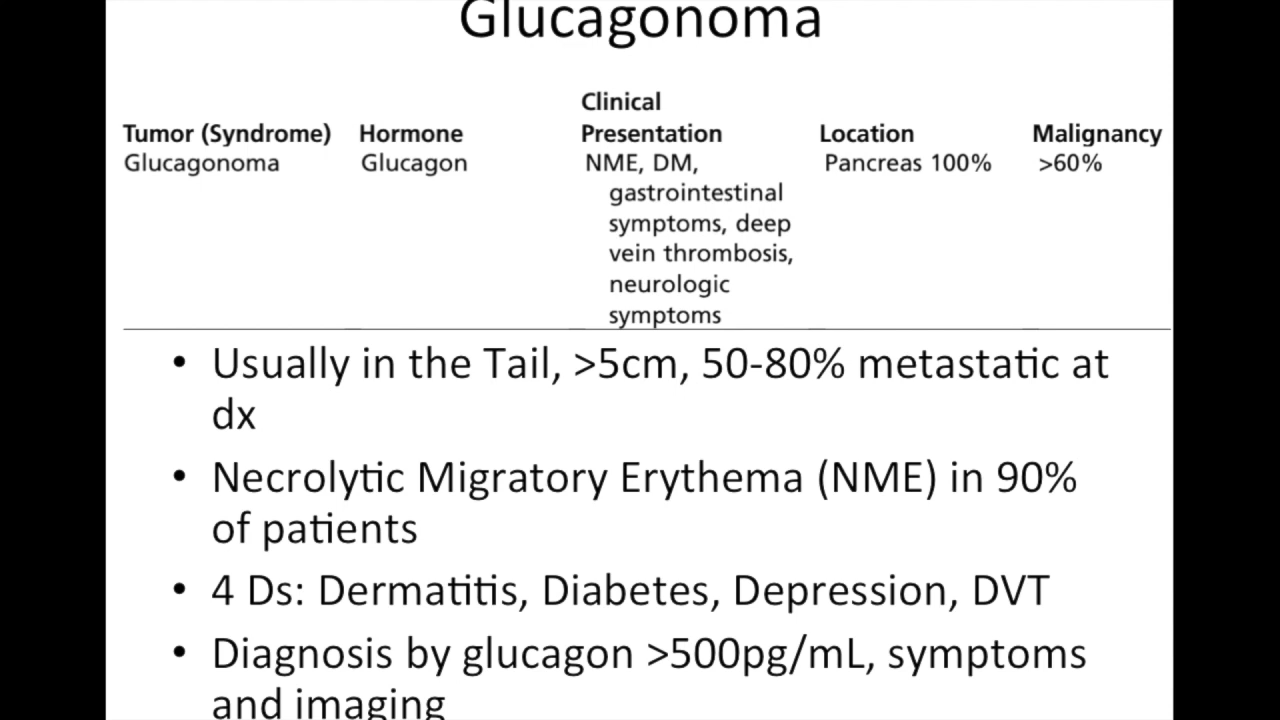 Glucagonoma
Clinical
Tumor (Syndrome) Hormone Presentation Location Malignancy
Glucagonoma Glucagon NME, DM, Pancreas 100% >60%
gastrointestinal
symptoms, deep
vein thrombosis,
neurologic
symptoms
• Usually in the Tail, >5cm, 50-80% metastatic at
dx
• Necrolytic Migratory Erythema (NME) in 90%
of patients
• 4 Ds: Dermatitis, Diabetes, Depression, DVT
• Diagnosis by glucagon >500pg/mL, symptoms
and imaging